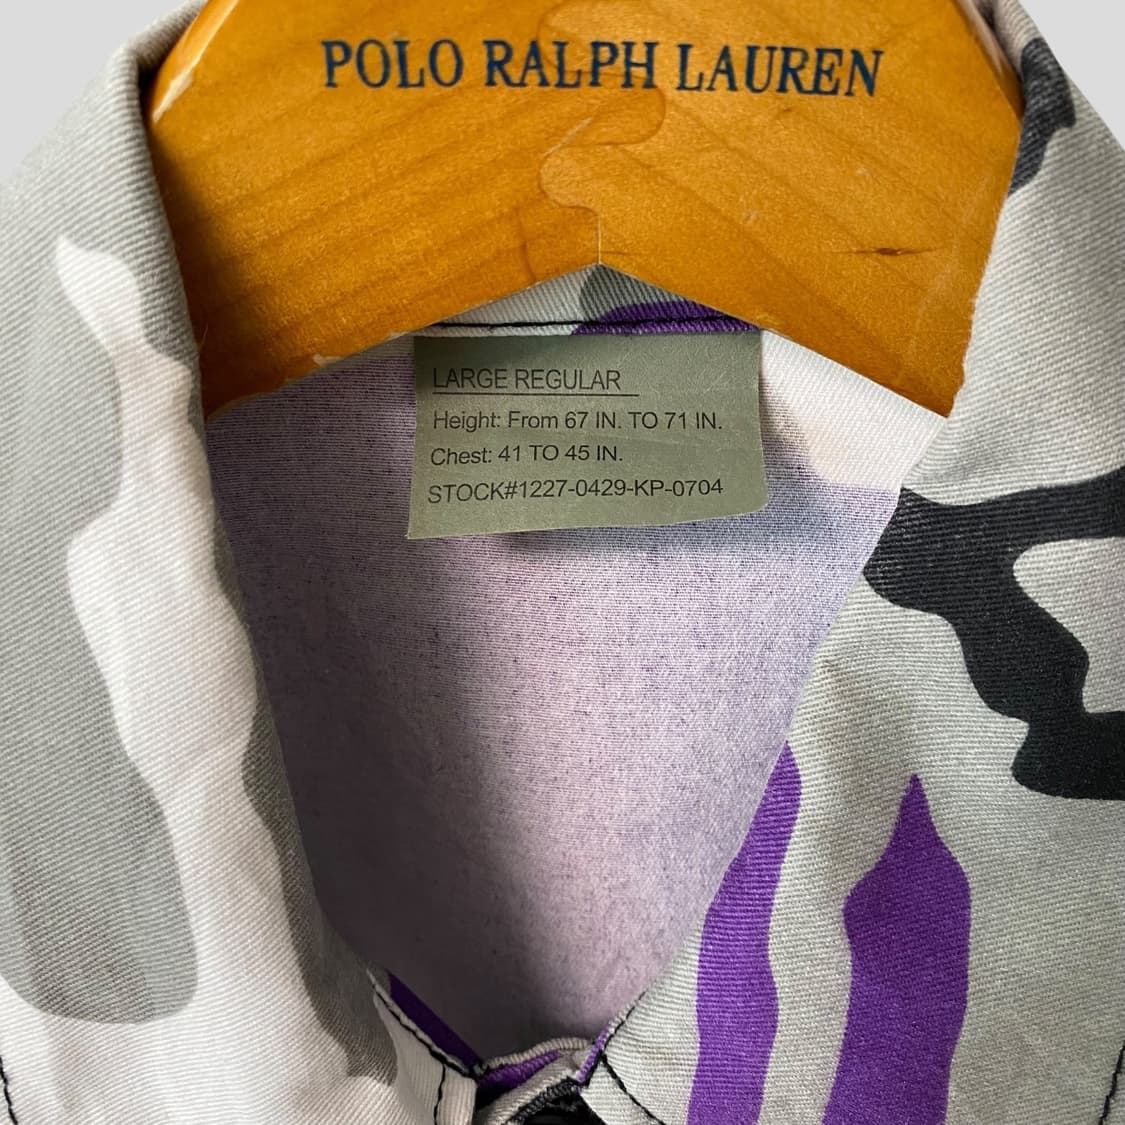 POLO RALPH LAUREN
LARGE REGULAR
Height: From 67 IN. TO 71 IN.
Chest: 41 TO 45 IN.
STOCK#1227-0429-KP-0704